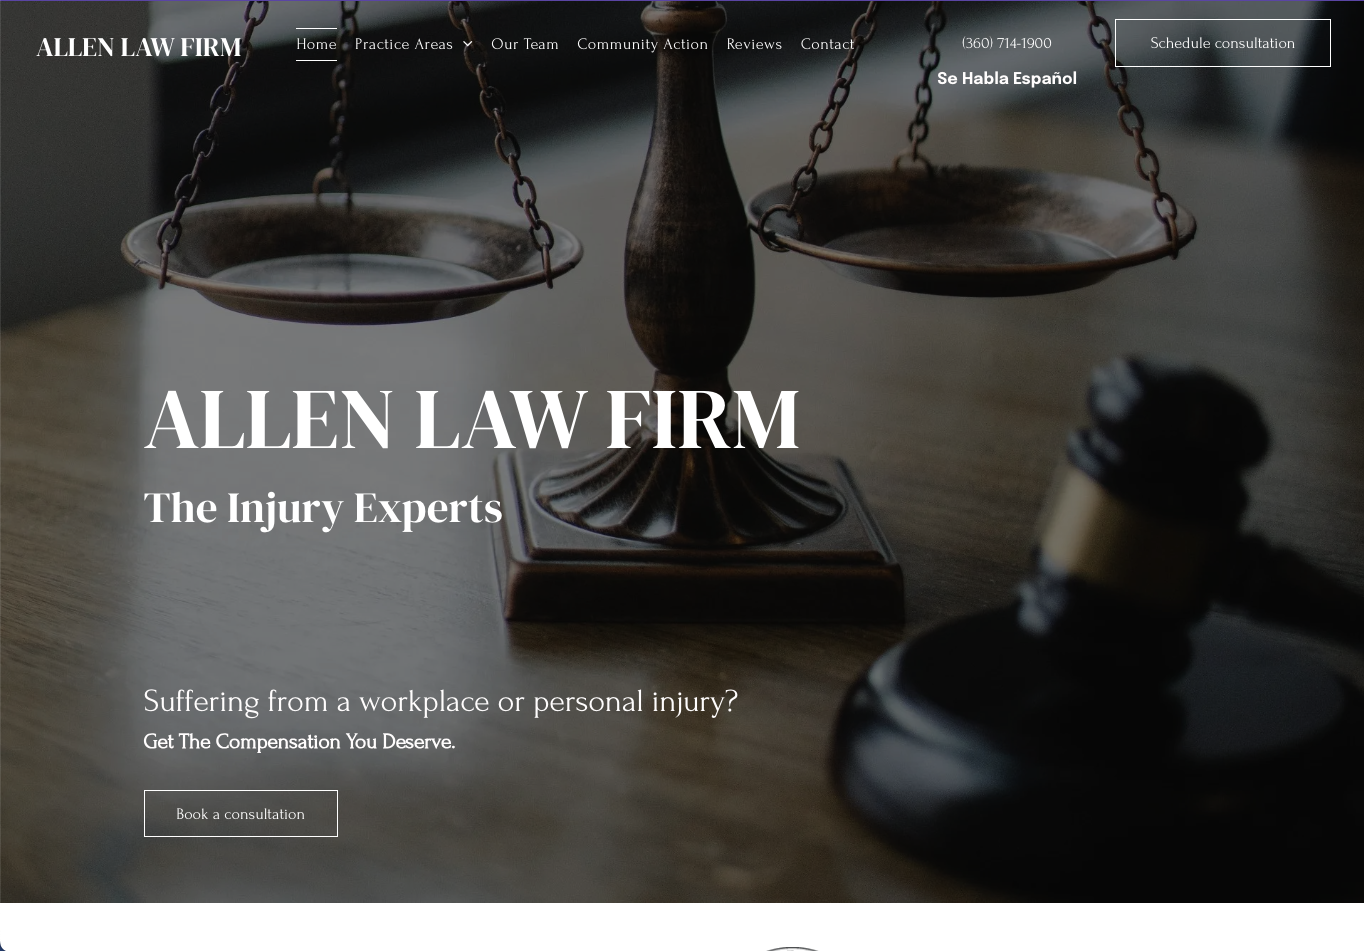 ALLEN LAW FIRM
Home
Practice Areas
Our Team
Community Action
Reviews
Contact
(360) 714-1900
Se Habla Español
Schedule consultation
ALLEN LAW FIRM
The Injury Experts
Suffering from a workplace or personal injury?
Get The Compensation You Deserve.
Book a consultation